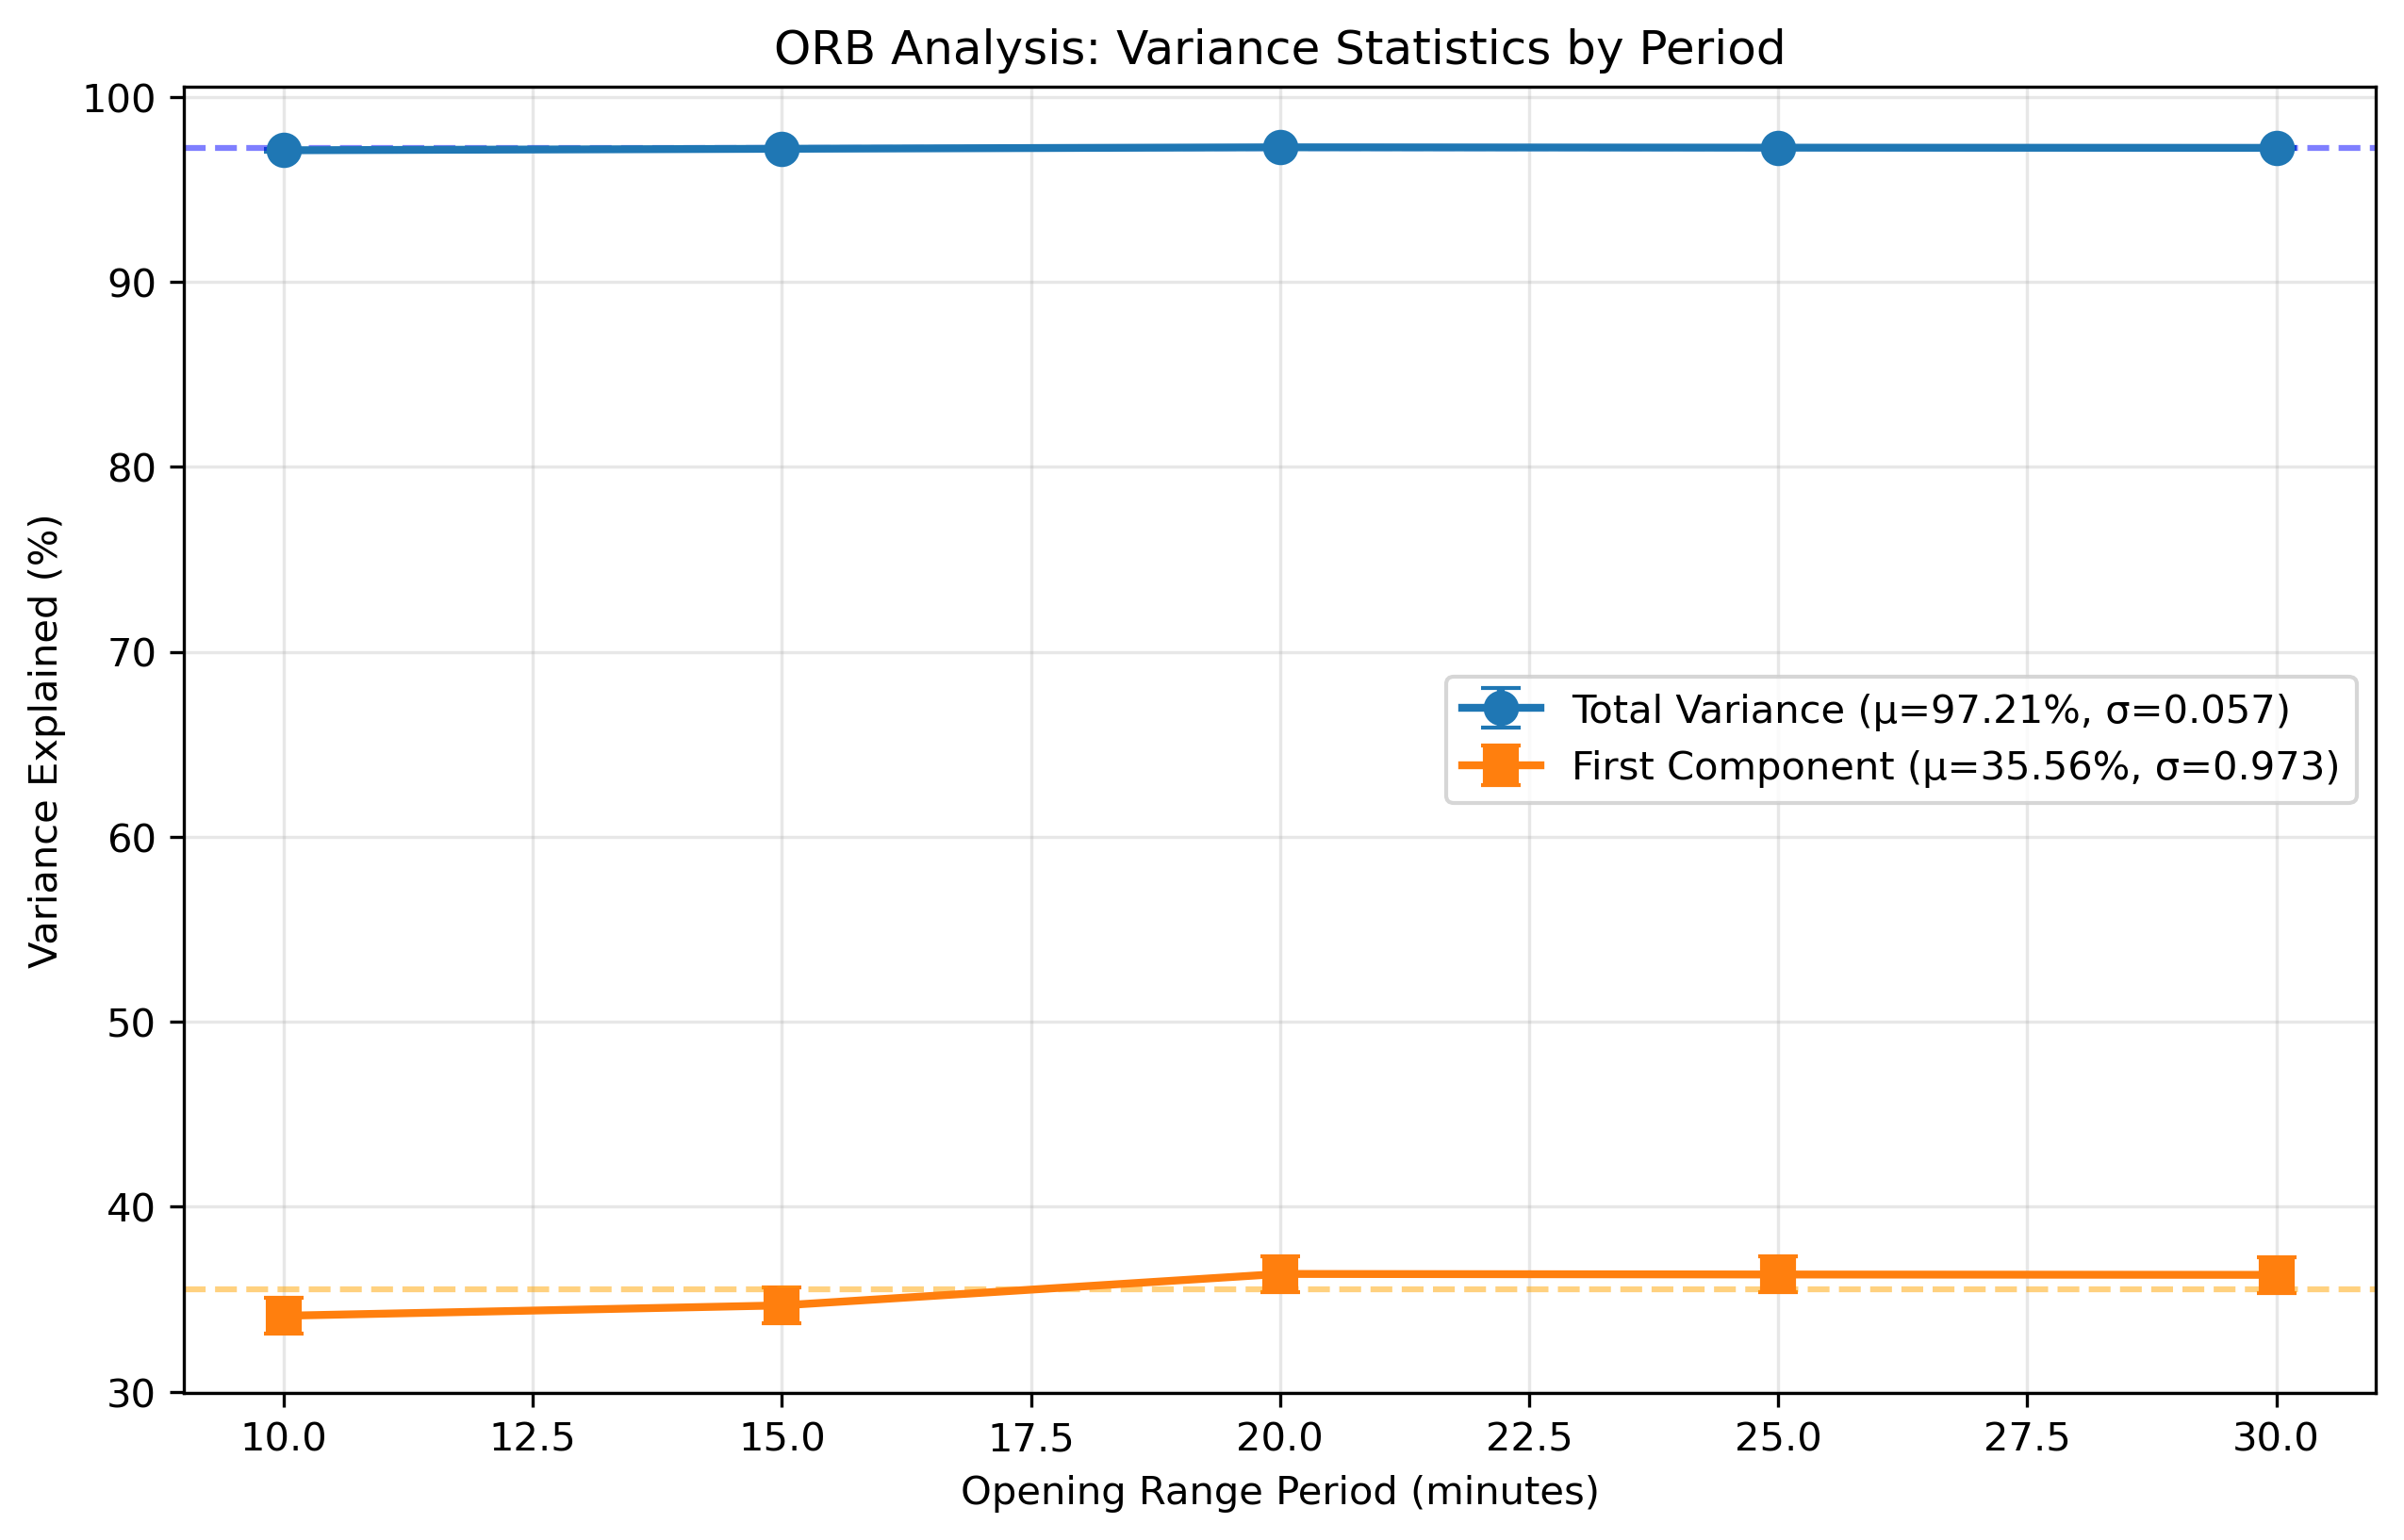 ORB Analysis: Variance Statistics by Period
100
90
80
70
60
50
40
30
Variance Explained (%)
Total Variance (μ=97.21%, σ=0.057)
First Component (μ=35.56%, σ=0.973)
10.0 12.5 15.0 17.5 20.0 22.5 25.0 27.5 30.0
Opening Range Period (minutes)